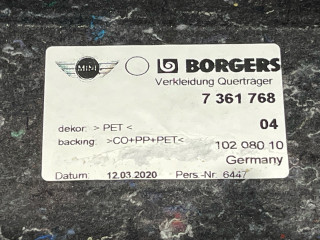 MINI BORGERS
Verkleidung Querträger
7 361 768
dekor: > PET < 04
backing: >CO+PP+PET<
102 080 10
Germany
Datum: 12.03.2020 Pers.-Nr. 6447